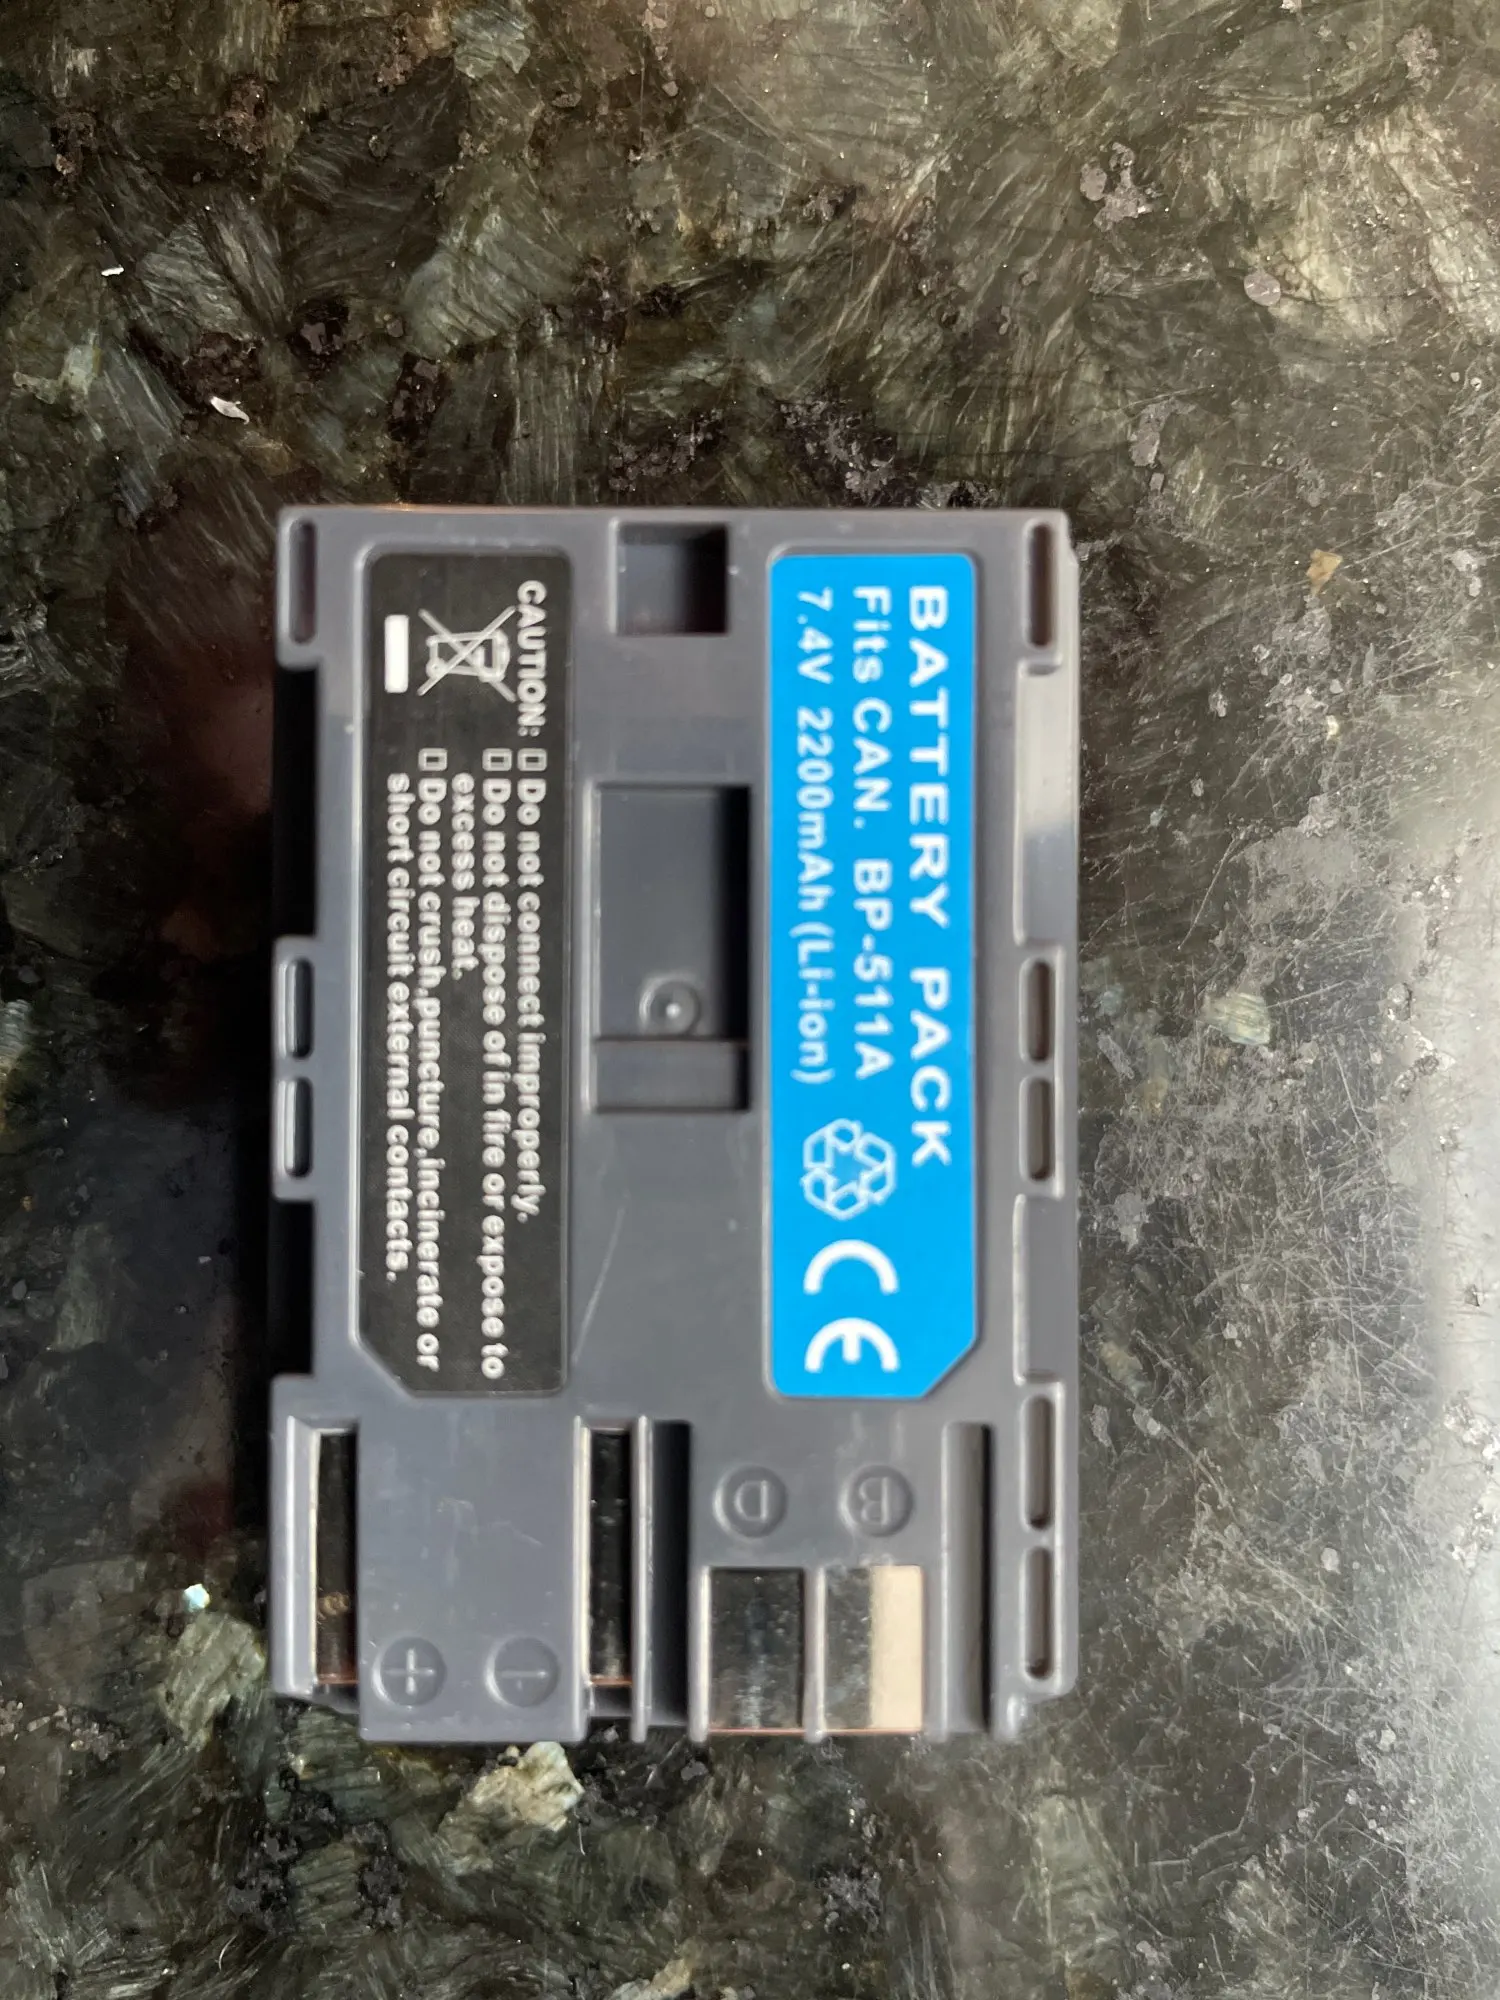 BATTERY PACK
Fits CAN. BP-511A
7.4V 2200mAh (Li-ion)
CE
CAUTION: ▯ Do not connect improperly.
▯ Do not dispose of in fire or expose to
excess heat.
▯ Do not crush,puncture,incinerate or
short circuit external contacts.
D
B
+
-